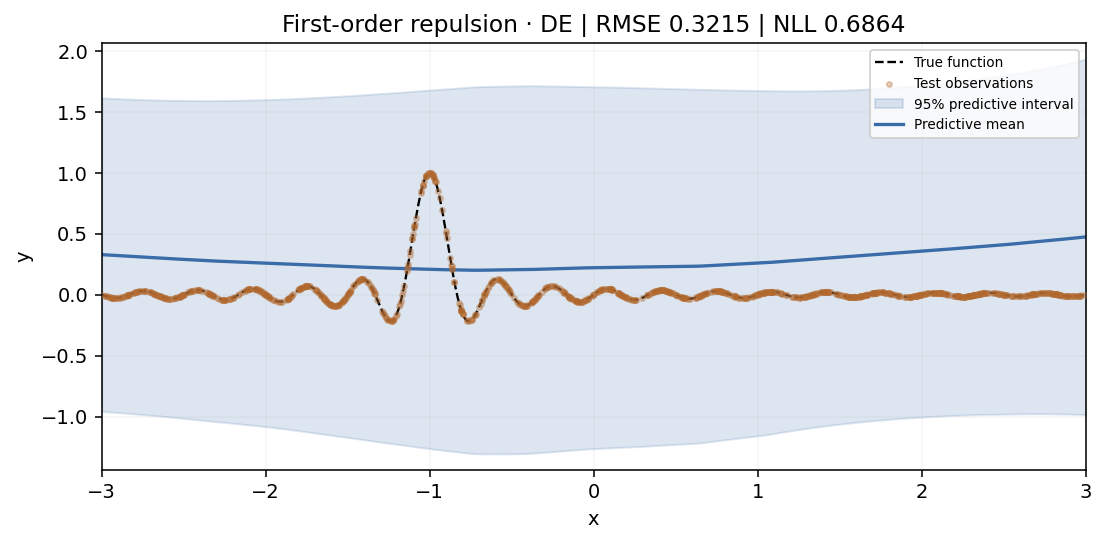 First-order repulsion · DE | RMSE 0.3215 | NLL 0.6864
True function
Test observations
95% predictive interval
Predictive mean
2.0
1.5
1.0
0.5
0.0
−0.5
−1.0
y
−3
−2
−1
0
1
2
3
x